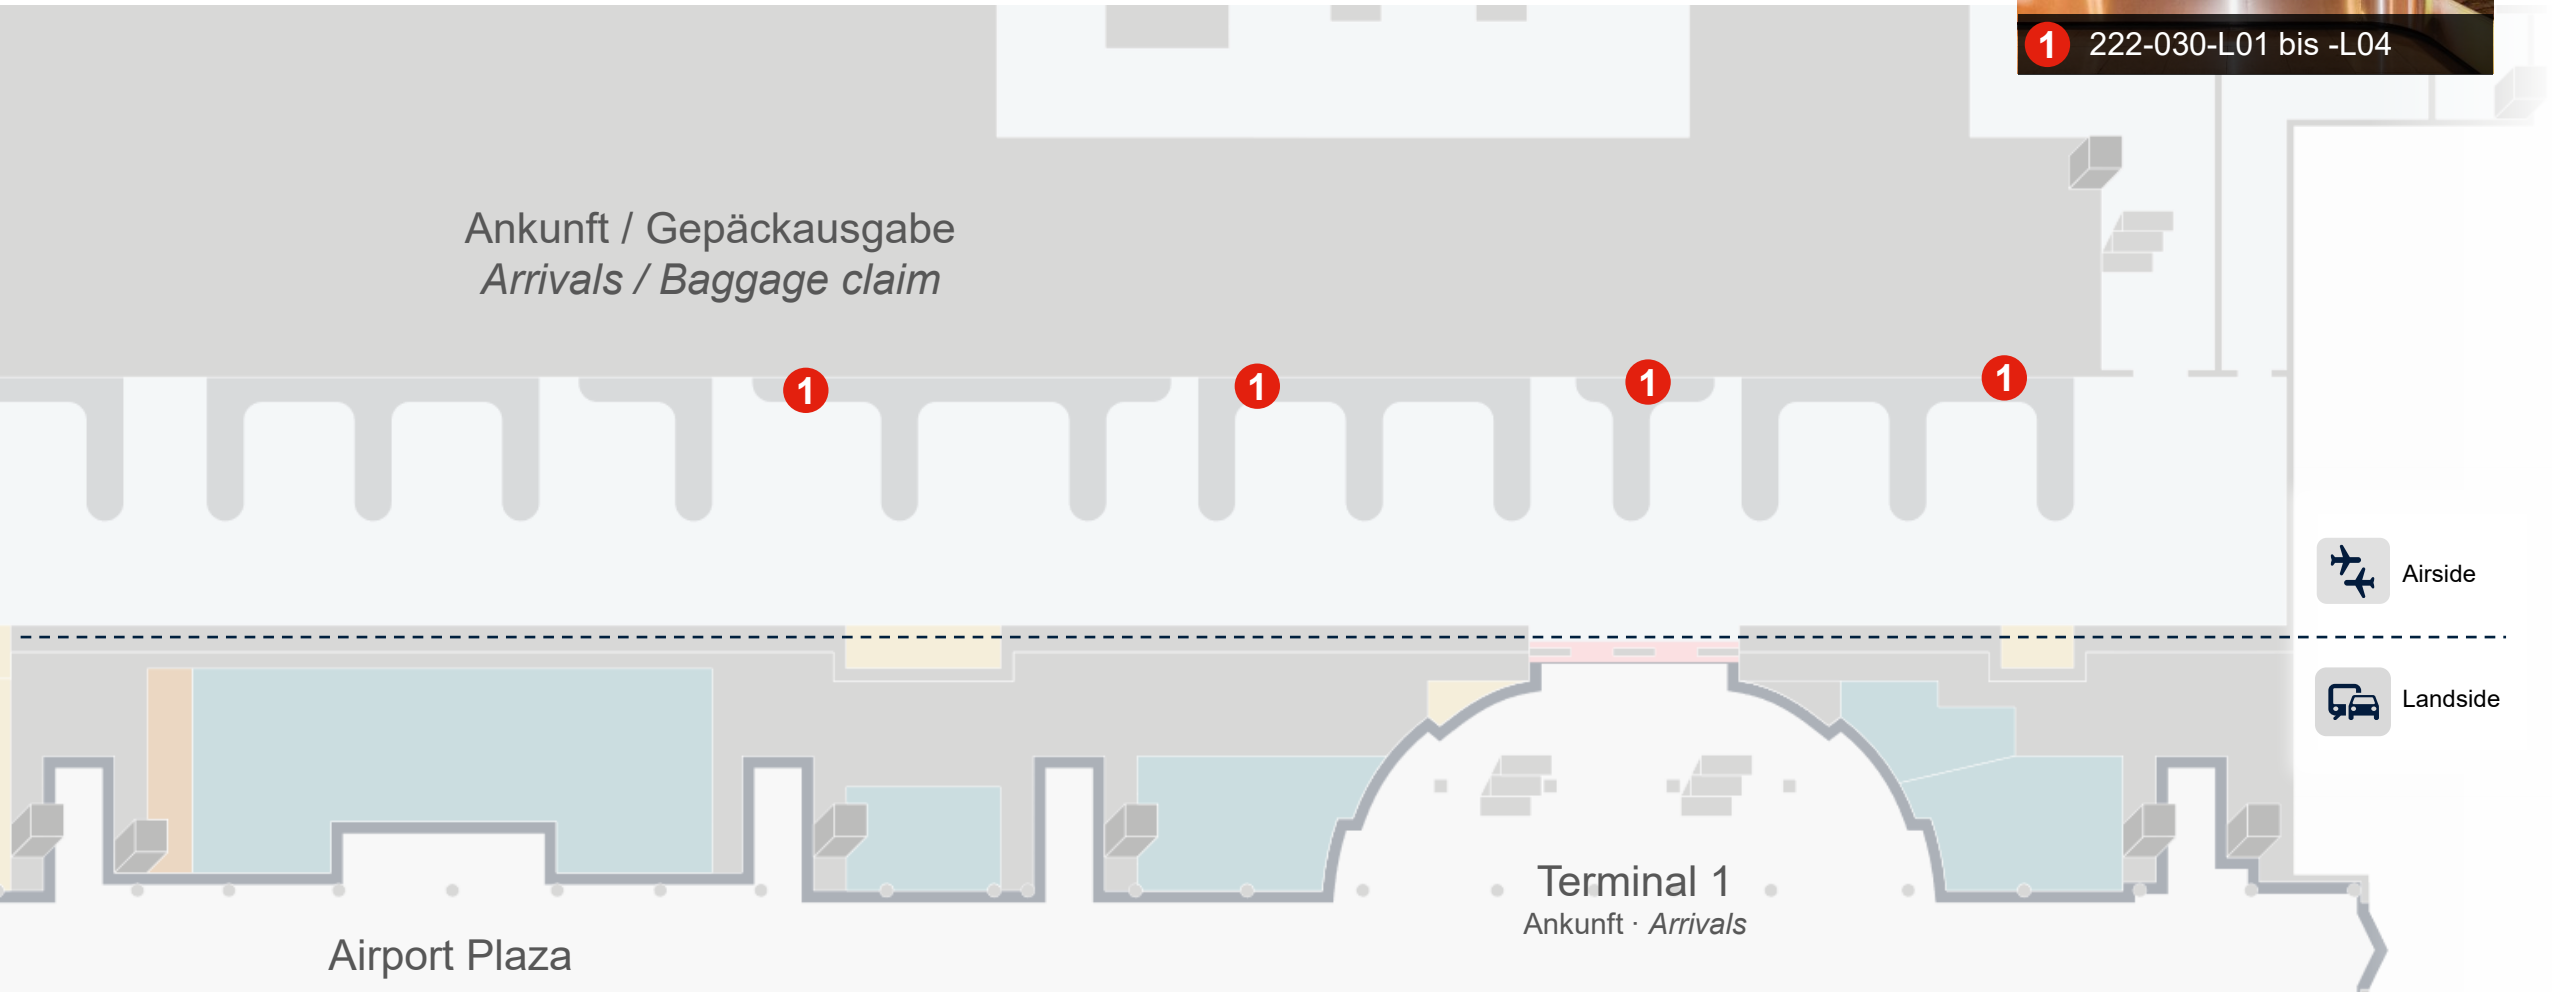 1 222-030-L01 bis -L04
Ankunft / Gepäckausgabe
Arrivals / Baggage claim
1 1 1 1
Airside
Landside
Terminal 1
Ankunft · Arrivals
Airport Plaza